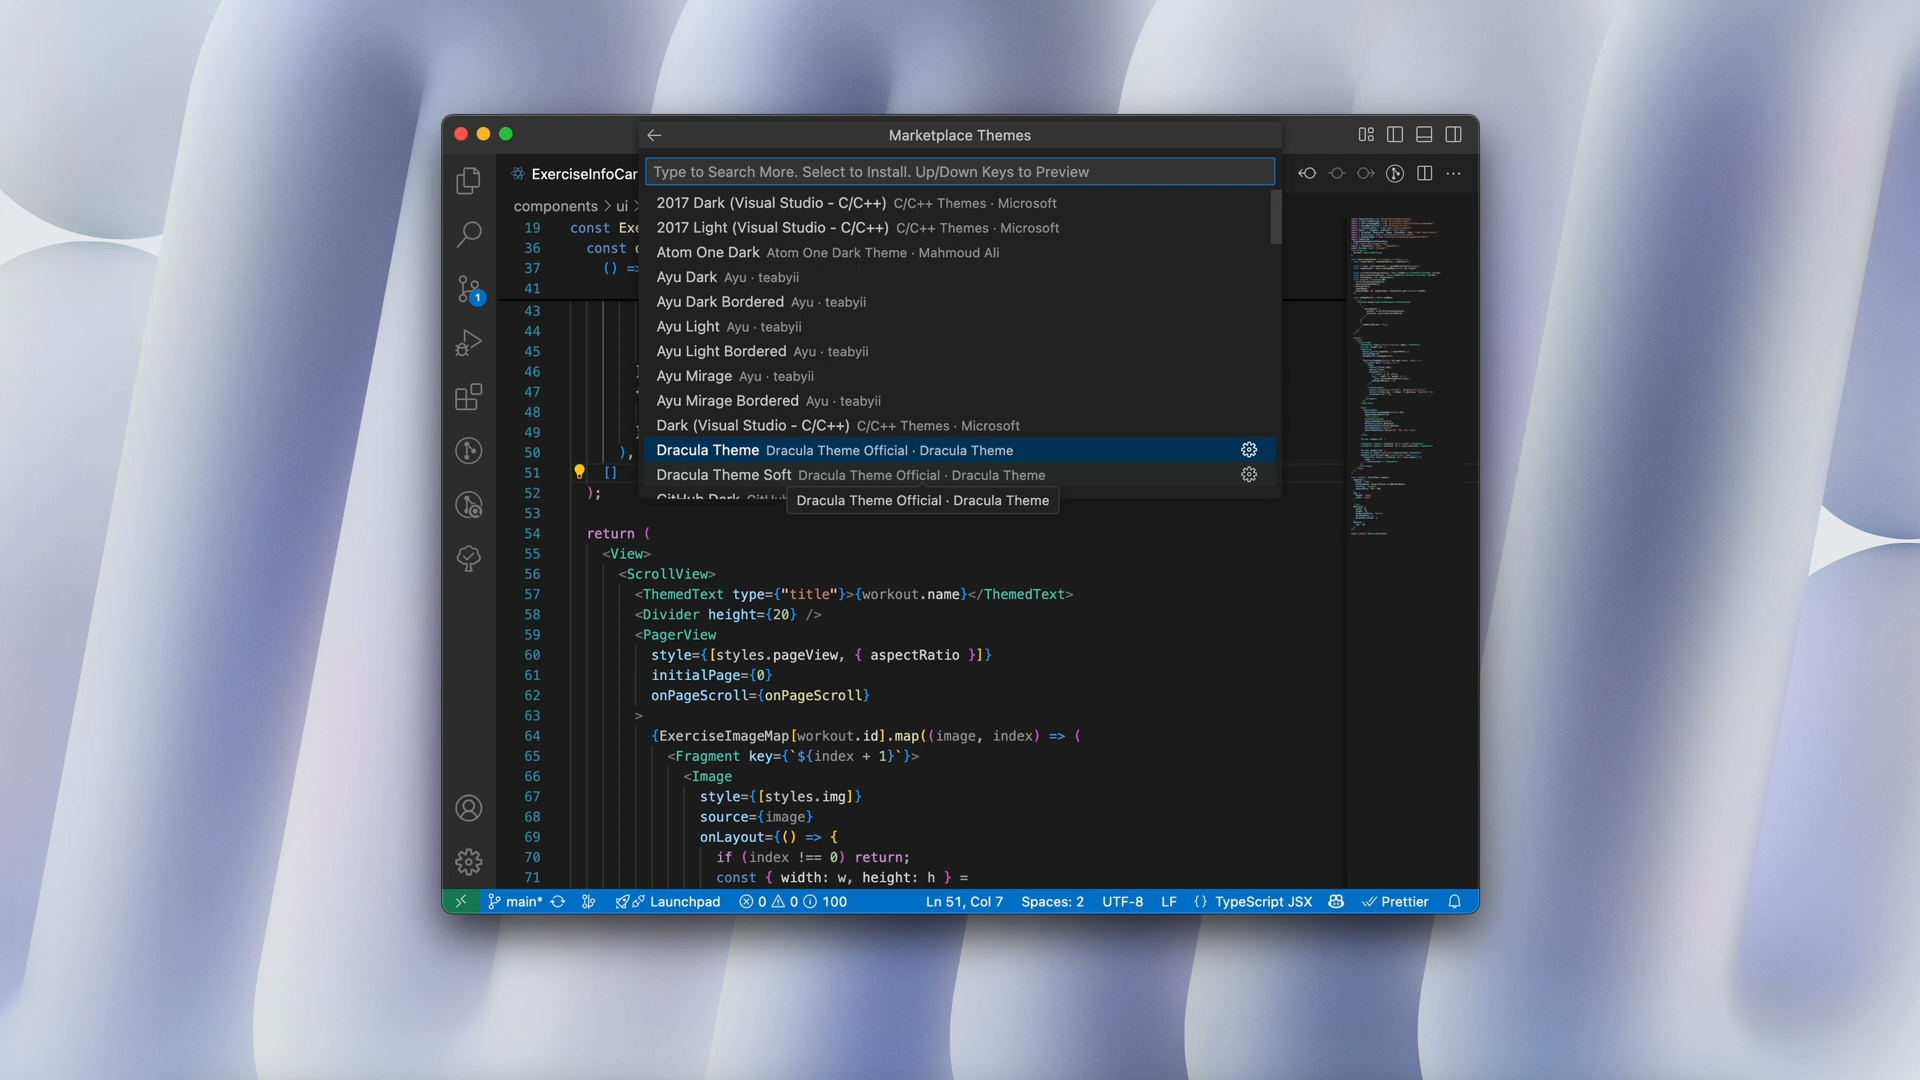 Marketplace Themes
ExerciseInfoCar
Type to Search More. Select to Install. Up/Down Keys to Preview
components > ui >
2017 Dark (Visual Studio - C/C++) C/C++ Themes · Microsoft
2017 Light (Visual Studio - C/C++) C/C++ Themes · Microsoft
Atom One Dark Atom One Dark Theme · Mahmoud Ali
Ayu Dark Ayu · teabyii
Ayu Dark Bordered Ayu · teabyii
Ayu Light Ayu · teabyii
Ayu Light Bordered Ayu · teabyii
Ayu Mirage Ayu · teabyii
Ayu Mirage Bordered Ayu · teabyii
Dark (Visual Studio - C/C++) C/C++ Themes · Microsoft
Dracula Theme Dracula Theme Official · Dracula Theme
Dracula Theme Soft Dracula Theme Official · Dracula Theme
GitHub Dark GitHub
Dracula Theme Official · Dracula Theme
1
19 const Exe
36 const c
37 () =>
41
43
44
45
46
47
48
49
50 ),
51 []
52 );
53
54 return (
55 <View>
56 <ScrollView>
57 <ThemedText type={"title"}>{workout.name}</ThemedText>
58 <Divider height={20} />
59 <PagerView
60 style={[styles.pageView, { aspectRatio }]}
61 initialPage={0}
62 onPageScroll={onPageScroll}
63 >
64 {ExerciseImageMap[workout.id].map((image, index) => (
65 <Fragment key={`${index + 1}`}>
66 <Image
67 style={[styles.img]}
68 source={image}
69 onLayout={() => {
70 if (index !== 0) return;
71 const { width: w, height: h } =
main* Launchpad 0 0 100 Ln 51, Col 7 Spaces: 2 UTF-8 LF {} TypeScript JSX Prettier